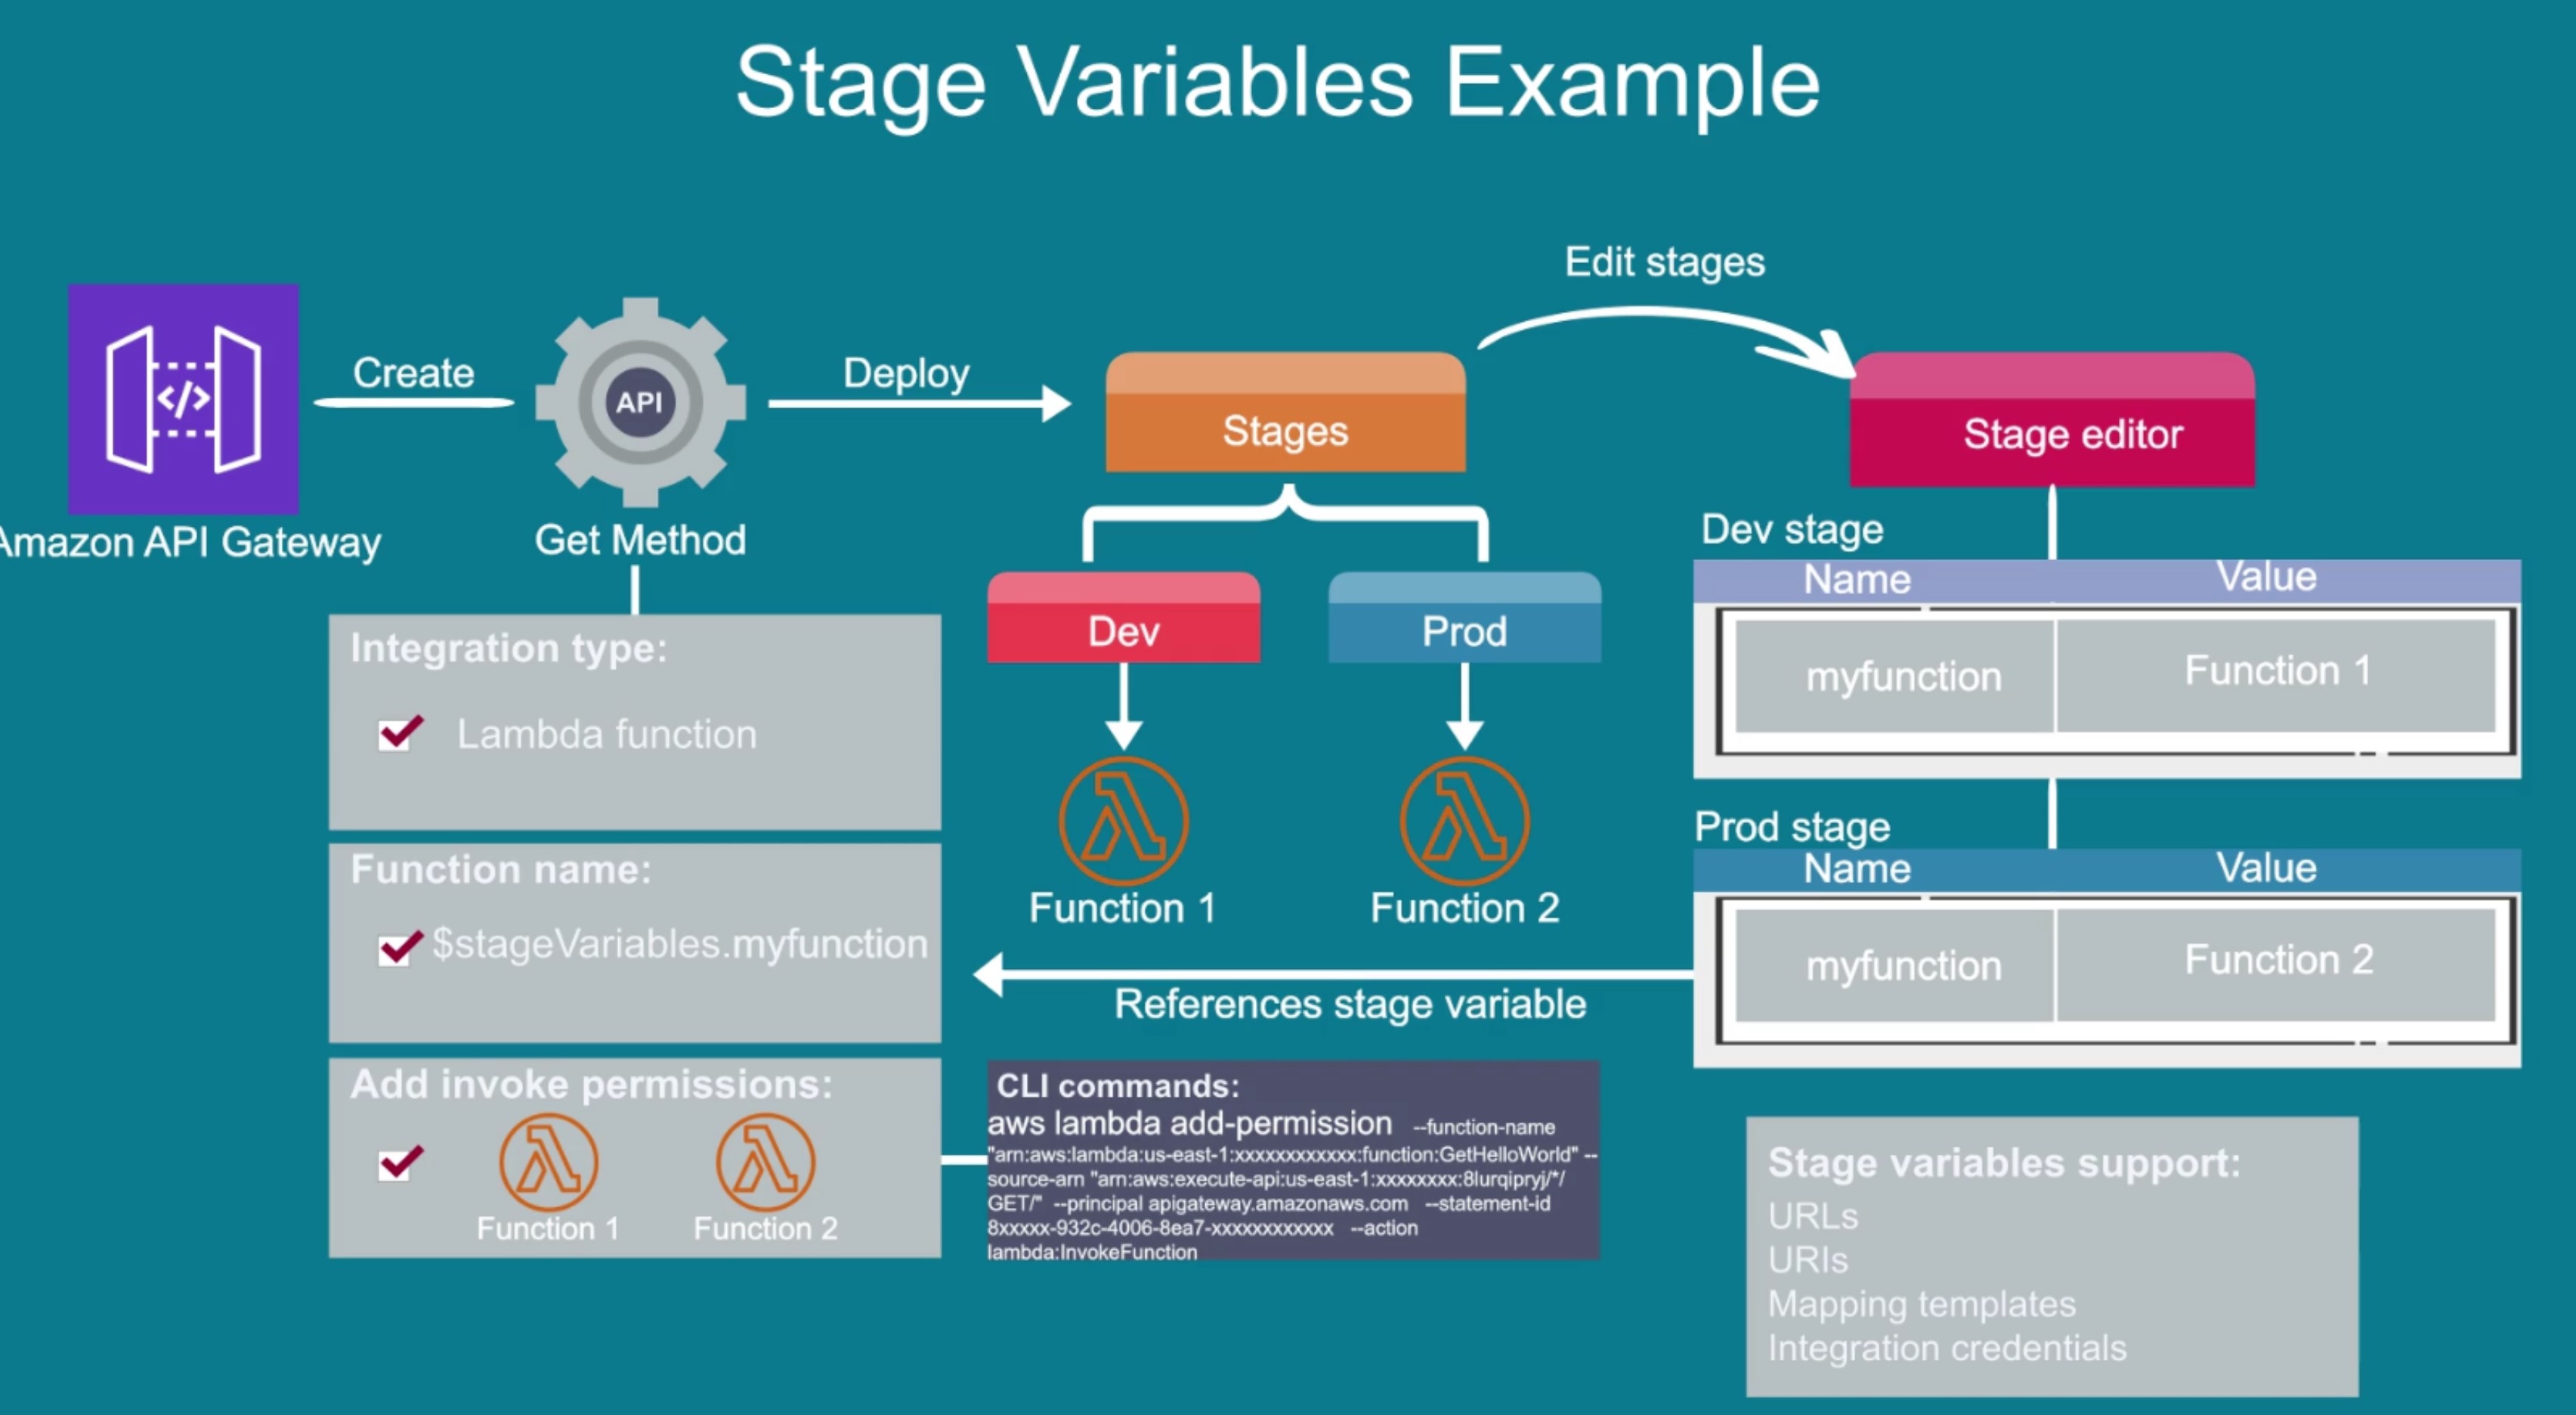 Stage Variables Example
Edit stages
Create
Deploy
API
</>
Stages
Stage editor
Amazon API Gateway
Get Method
Dev stage
Name Value
myfunction Function 1
Dev
Prod
Integration type:
Lambda function
Function 1
Function 2
Prod stage
Name Value
myfunction Function 2
Function name:
$stageVariables.myfunction
References stage variable
Add invoke permissions:
Function 1
Function 2
CLI commands:
aws lambda add-permission --function-name
"arn:aws:lambda:us-east-1:xxxxxxxxxxxx:function:GetHelloWorld" --
source-arn "arn:aws:execute-api:us-east-1:xxxxxxxx:8lurqipryj/*/
GET/" --principal apigateway.amazonaws.com --statement-id
8xxxxx-932c-4006-8ea7-xxxxxxxxxxxx --action
lambda:InvokeFunction
Stage variables support:
URLs
URIs
Mapping templates
Integration credentials